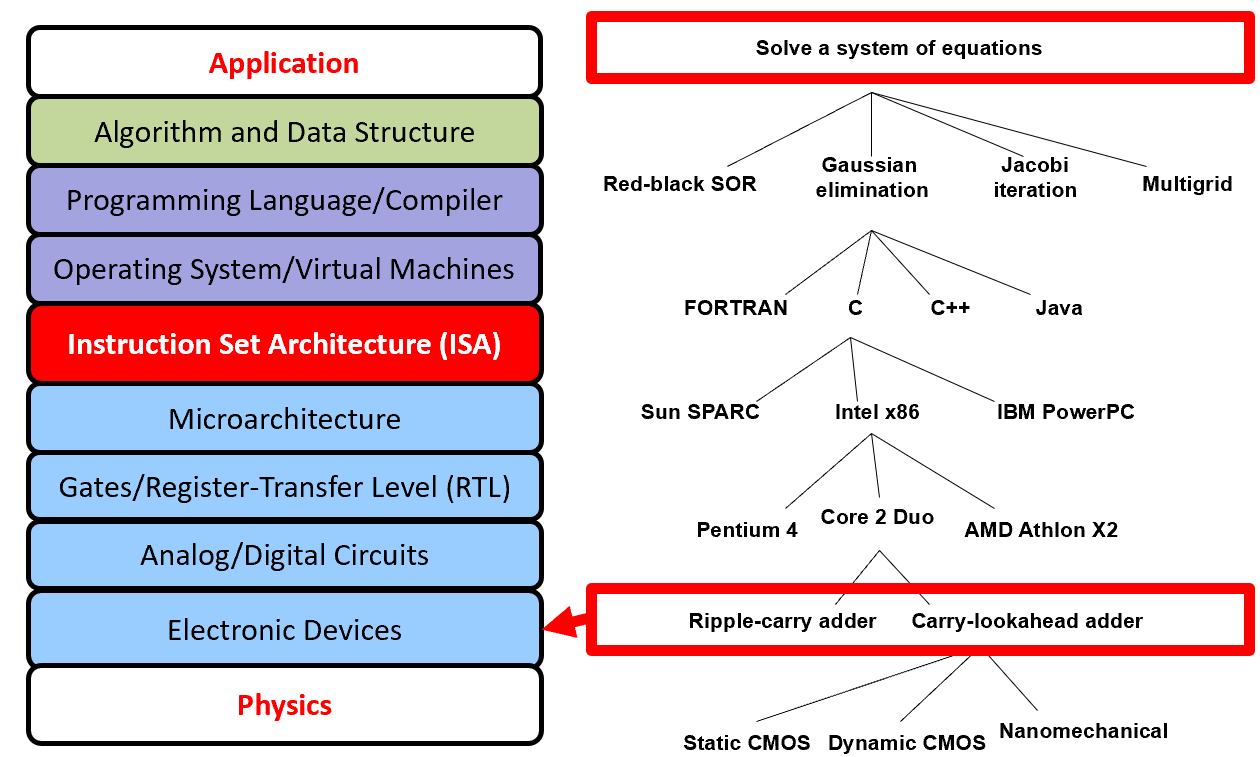 Application
Algorithm and Data Structure
Programming Language/Compiler
Operating System/Virtual Machines
Instruction Set Architecture (ISA)
Microarchitecture
Gates/Register-Transfer Level (RTL)
Analog/Digital Circuits
Electronic Devices
Physics
Solve a system of equations
Red-black SOR
Gaussian
elimination
Jacobi
iteration
Multigrid
FORTRAN
C
C++
Java
Sun SPARC
Intel x86
IBM PowerPC
Pentium 4
Core 2 Duo
AMD Athlon X2
Ripple-carry adder
Carry-lookahead adder
Static CMOS
Dynamic CMOS
Nanomechanical